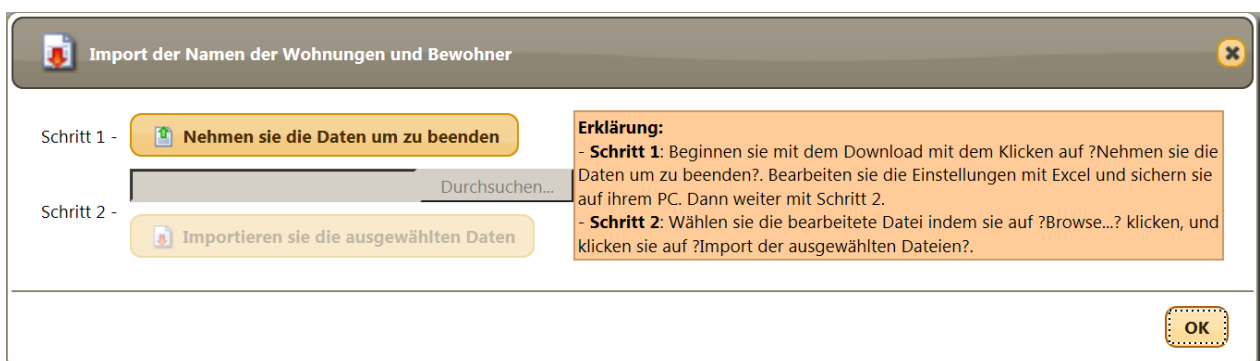 Import der Namen der Wohnungen und Bewohner
Schritt 1 -
Nehmen sie die Daten um zu beenden
Durchsuchen...
Schritt 2 -
Importieren sie die ausgewählten Daten
Erklärung:
- Schritt 1: Beginnen sie mit dem Download mit dem Klicken auf ?Nehmen sie die
Daten um zu beenden?. Bearbeiten sie die Einstellungen mit Excel und sichern sie
auf ihrem PC. Dann weiter mit Schritt 2.
- Schritt 2: Wählen sie die bearbeitete Datei indem sie auf ?Browse...? klicken, und
klicken sie auf ?Import der ausgewählten Dateien?.
OK